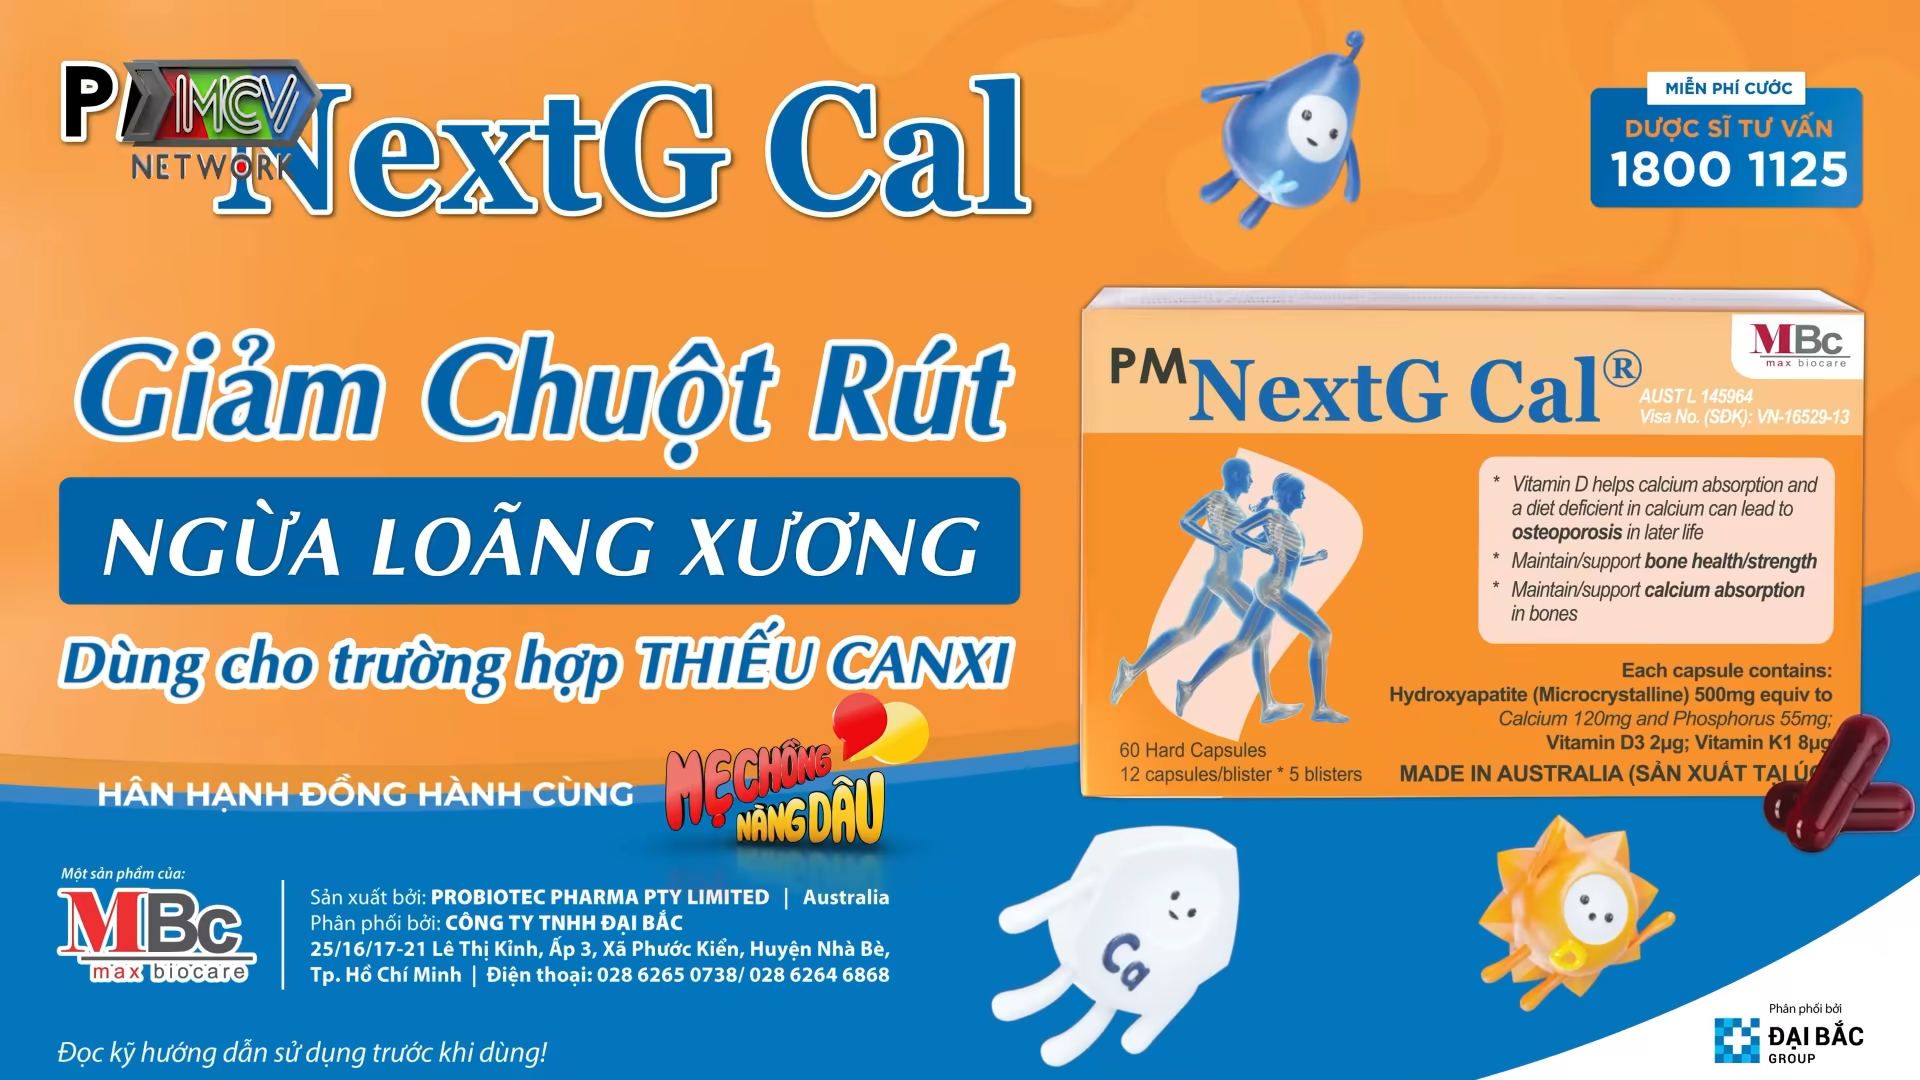 MCV
NETWORK
NextG Cal
MIỄN PHÍ CƯỚC
DƯỢC SĨ TƯ VẤN
1800 1125
Giảm Chuột Rút
NGỪA LOÃNG XƯƠNG
Dùng cho trường hợp THIẾU CANXI
HÂN HẠNH ĐỒNG HÀNH CÙNG
MẸ CHỒNG
NÀNG DÂU
Một sản phẩm của:
MBc
max biocare
Sản xuất bởi: PROBIOTEC PHARMA PTY LIMITED | Australia
Phân phối bởi: CÔNG TY TNHH ĐẠI BẮC
25/16/17-21 Lê Thị Kỉnh, Ấp 3, Xã Phước Kiển, Huyện Nhà Bè,
Tp. Hồ Chí Minh | Điện thoại: 028 6265 0738/ 028 6264 6868
Đọc kỹ hướng dẫn sử dụng trước khi dùng!
K
MBc
max biocare
PM NextG Cal®
AUST L 145964
Visa No. (SĐK): VN-16529-13
* Vitamin D helps calcium absorption and
a diet deficient in calcium can lead to
osteoporosis in later life
* Maintain/support bone health/strength
* Maintain/support calcium absorption
in bones
Each capsule contains:
Hydroxyapatite (Microcrystalline) 500mg equiv to
Calcium 120mg and Phosphorus 55mg;
Vitamin D3 2µg; Vitamin K1 8µg
60 Hard Capsules
12 capsules/blister * 5 blisters
MADE IN AUSTRALIA (SẢN XUẤT TẠI
Ca
D
Phân phối bởi
ĐẠI BẮC
GROUP